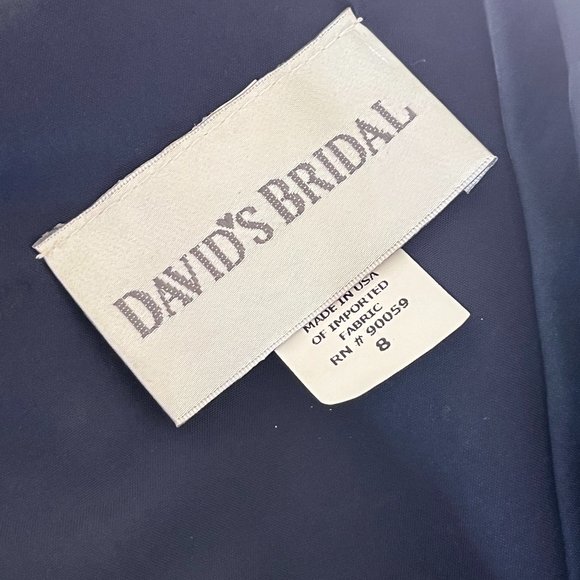 DAVID'S BRIDAL
MADE IN USA
OF IMPORTED
FABRIC
RN # 90059
8